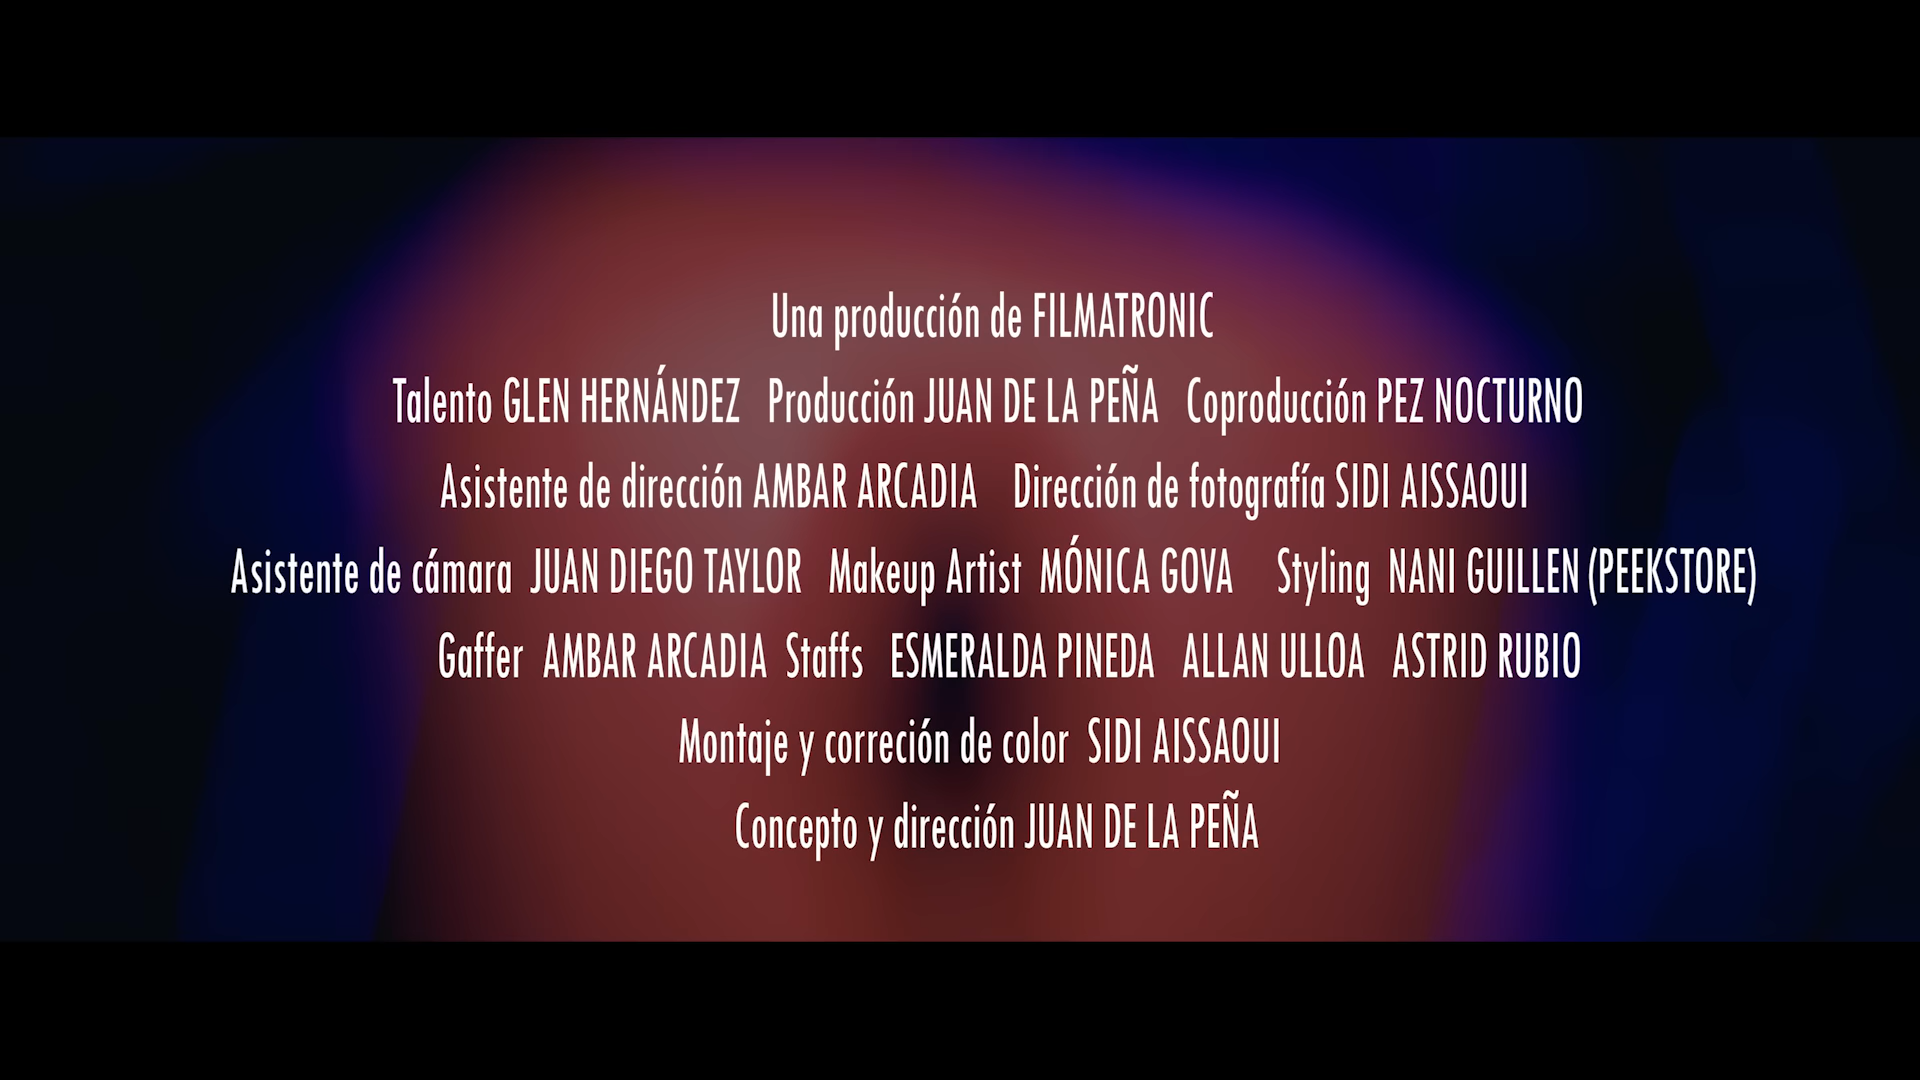 Una producción de FILMATRONIC
Talento GLEN HERNÁNDEZ Producción JUAN DE LA PEÑA Coproducción PEZ NOCTURNO
Asistente de dirección AMBAR ARCADIA Dirección de fotografía SIDI AISSAOUI
Asistente de cámara JUAN DIEGO TAYLOR Makeup Artist MÓNICA GOVA Styling NANI GUILLEN (PEEKSTORE)
Gaffer AMBAR ARCADIA Staffs ESMERALDA PINEDA ALLAN ULLOA ASTRID RUBIO
Montaje y correción de color SIDI AISSAOUI
Concepto y dirección JUAN DE LA PEÑA